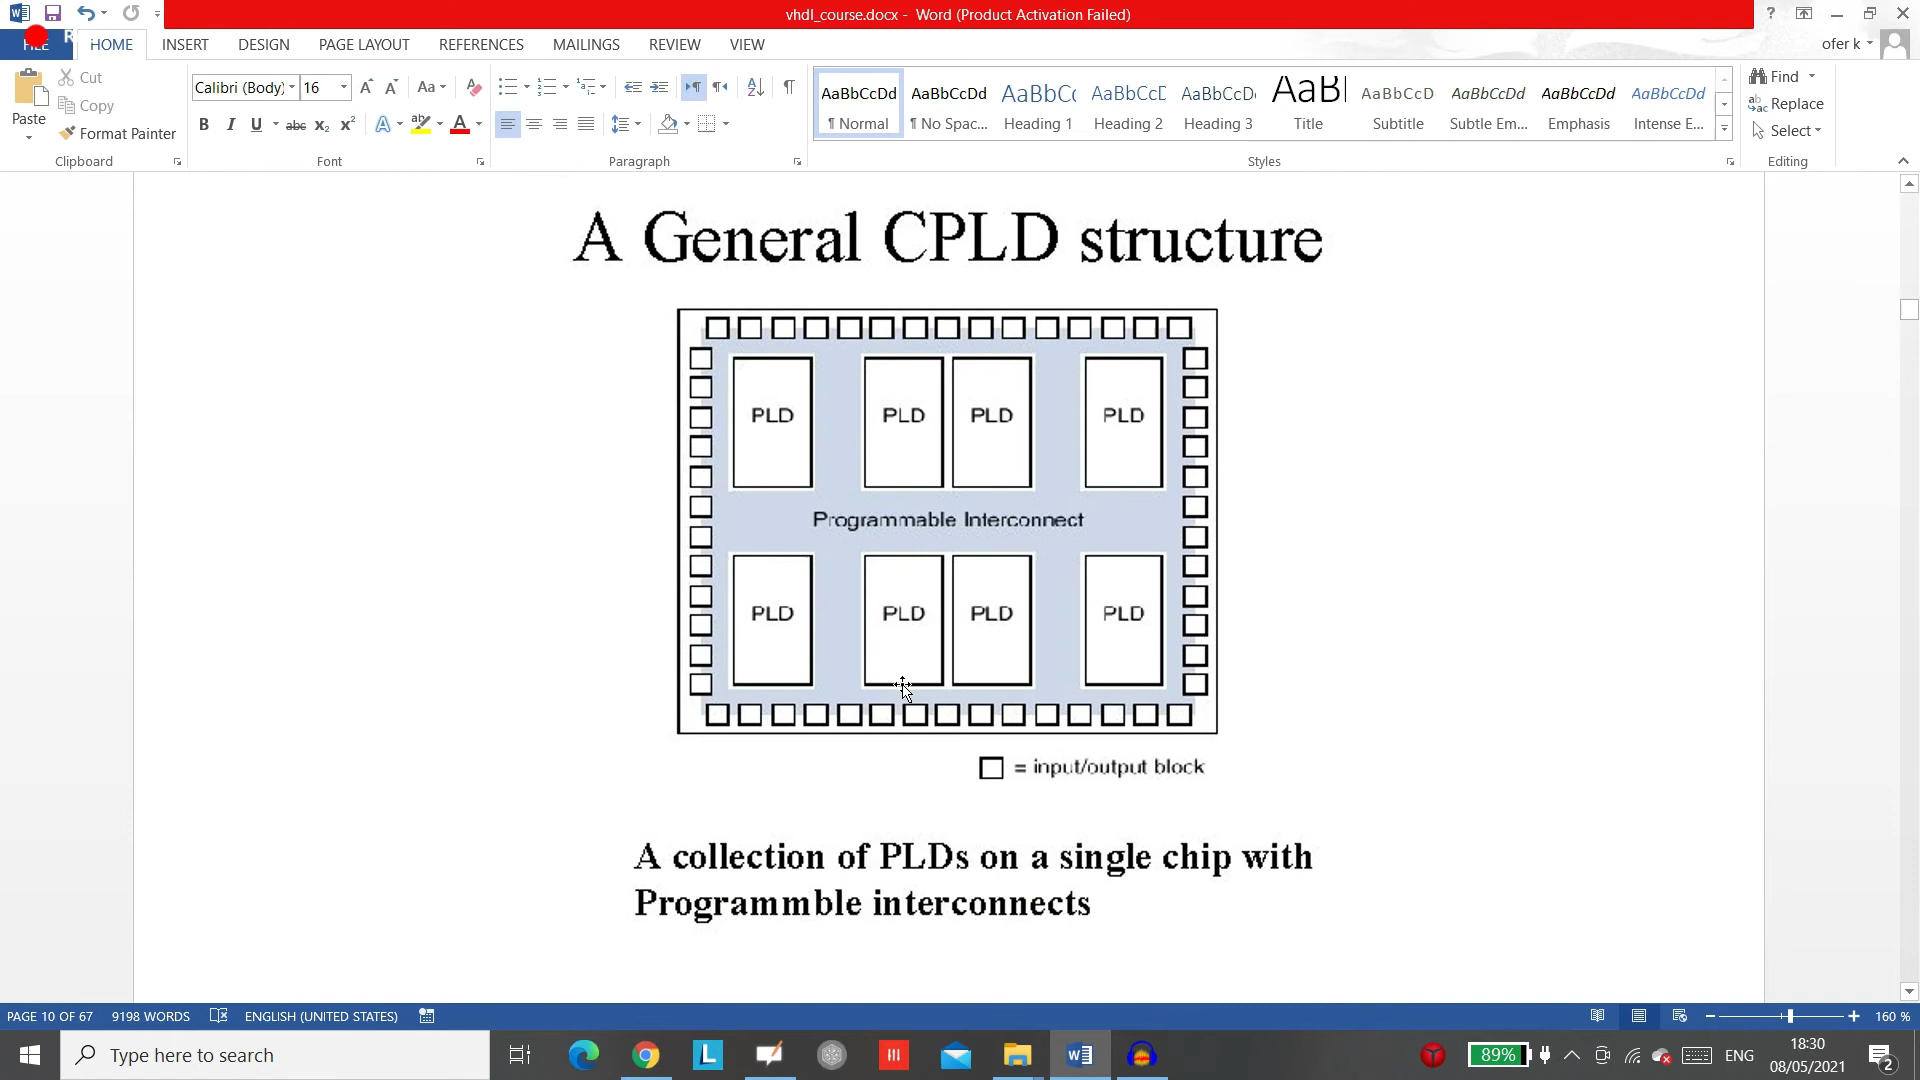 vhdl_course.docx - Word (Product Activation Failed)
FILE HOME INSERT DESIGN PAGE LAYOUT REFERENCES MAILINGS REVIEW VIEW
ofer k
Paste
Cut
Copy
Format Painter
Clipboard
Calibri (Body) 16
Font
Paragraph
AaBbCcDd AaBbCcDd AaBbCc AaBbCcD AaBbCcDc AaB AaBbCcD AaBbCcDd AaBbCcDd AaBbCcDd
¶ Normal ¶ No Spac... Heading 1 Heading 2 Heading 3 Title Subtitle Subtle Em... Emphasis Intense E...
Styles
Find
Replace
Select
Editing
A General CPLD structure
PLD PLD PLD PLD
Programmable Interconnect
PLD PLD PLD PLD
= input/output block
A collection of PLDs on a single chip with
Programmble interconnects
PAGE 10 OF 67 9198 WORDS ENGLISH (UNITED STATES) 160 %
Type here to search
89%
ENG
18:30
08/05/2021
2